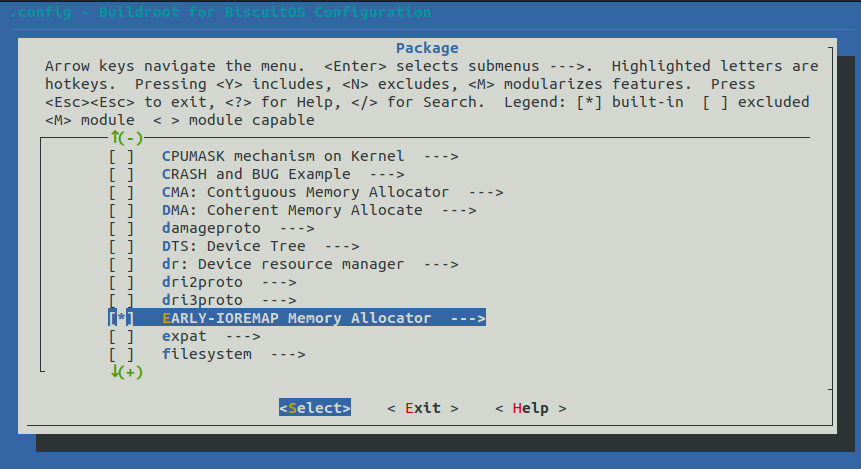 .config - Buildroot for BiscuitOS Configuration
Package
Arrow keys navigate the menu.  <Enter> selects submenus --->.  Highlighted letters are
hotkeys.  Pressing <Y> includes, <N> excludes, <M> modularizes features.  Press
<Esc><Esc> to exit, <?> for Help, </> for Search.  Legend: [*] built-in  [ ] excluded
<M> module  < > module capable
↑(-)
[ ]   CPUMASK mechanism on Kernel  --->
[ ]   CRASH and BUG Example  --->
[ ]   CMA: Contiguous Memory Allocator  --->
[ ]   DMA: Coherent Memory Allocate  --->
[ ]   damageproto  --->
[ ]   DTS: Device Tree  --->
[ ]   dr: Device resource manager  --->
[ ]   dri2proto  --->
[ ]   dri3proto  --->
[*]   EARLY-IOREMAP Memory Allocator  --->
[ ]   expat  --->
[ ]   filesystem  --->
↓(+)
<Select>    < Exit >    < Help >